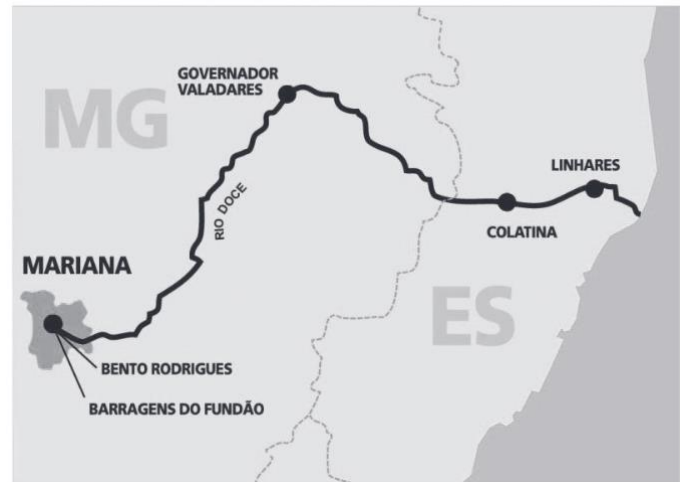 GOVERNADOR
VALADARES
MG
LINHARES
RIO DOCE
COLATINA
MARIANA
ES
BENTO RODRIGUES
BARRAGENS DO FUNDÃO